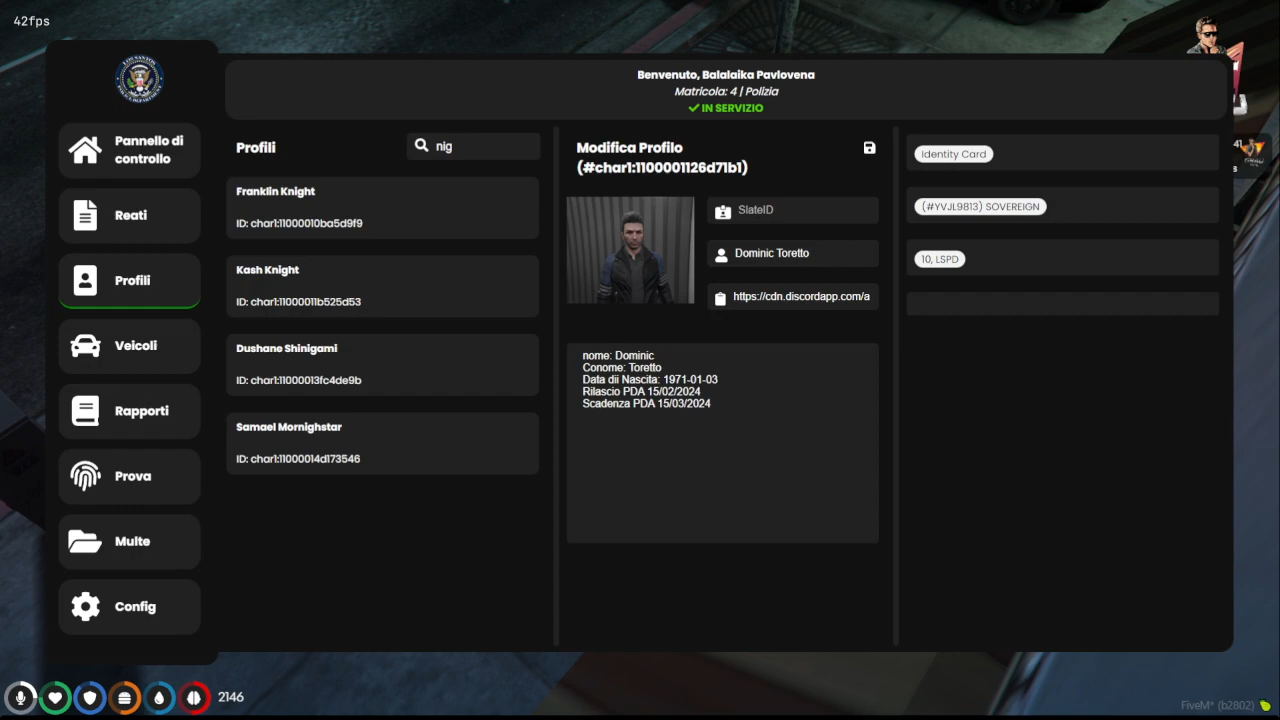 42fps
Benvenuto, Balalaika Pavlovena
Matricola: 4 | Polizia
IN SERVIZIO
Pannello di
controllo
Reati
Profili
Veicoli
Rapporti
Prova
Multe
Config
Profili
nig
Franklin Knight
ID: char1:11000010ba5d9f9
Kash Knight
ID: char1:11000011b525d53
Dushane Shinigami
ID: char1:11000013fc4de9b
Samael Mornighstar
ID: char1:11000014d173546
Modifica Profilo
(#char1:1100001126d71b1)
SlateID
Dominic Toretto
https://cdn.discordapp.com/a
nome: Dominic
Conome: Toretto
Data dii Nascita: 1971-01-03
Rilascio PDA 15/02/2024
Scadenza PDA 15/03/2024
Identity Card
(#YVJL9813) SOVEREIGN
10, LSPD
41
2146
FiveM* (b2802)